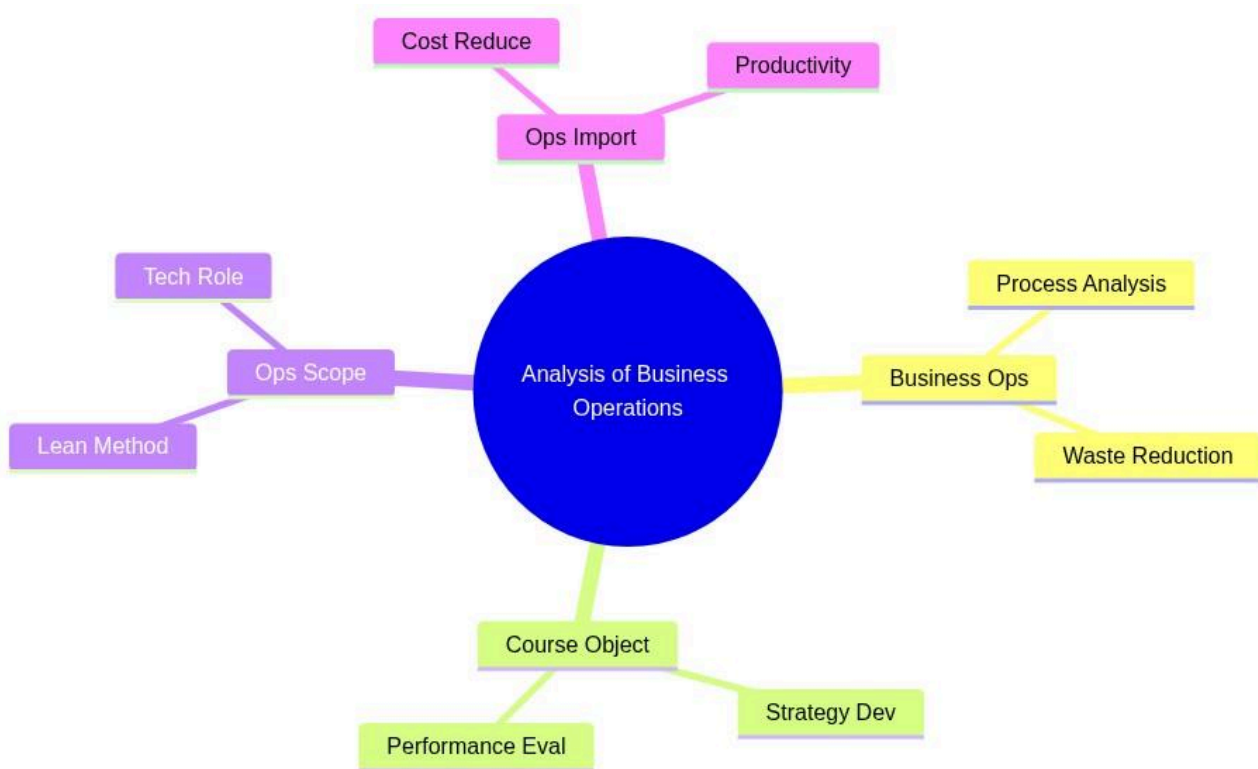 Cost Reduce
Productivity
Ops Import
Tech Role
Process Analysis
Ops Scope
Analysis of Business
Operations
Business Ops
Lean Method
Waste Reduction
Course Object
Strategy Dev
Performance Eval